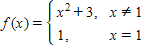 f(x) = { x² + 3, x ≠ 1
1, x = 1